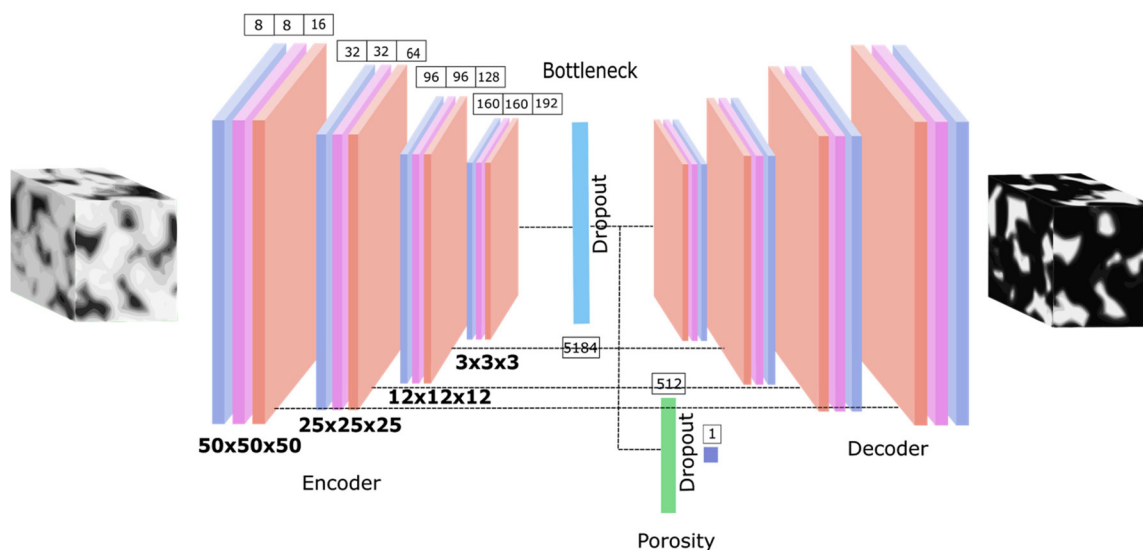 8 8 16
32 32 64
96 96 128
160 160 192
Bottleneck
Dropout
5184
3x3x3
12x12x12
25x25x25
50x50x50
Encoder
512
Dropout
1
Porosity
Decoder